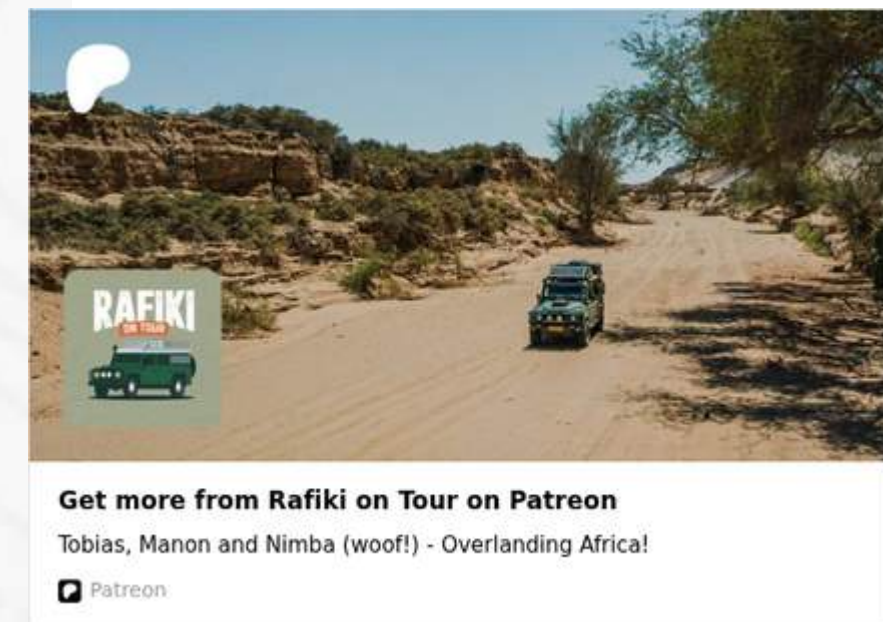 RAFIKI
ON TOUR
Get more from Rafiki on Tour on Patreon
Tobias, Manon and Nimba (woof!) - Overlanding Africa!
Patreon